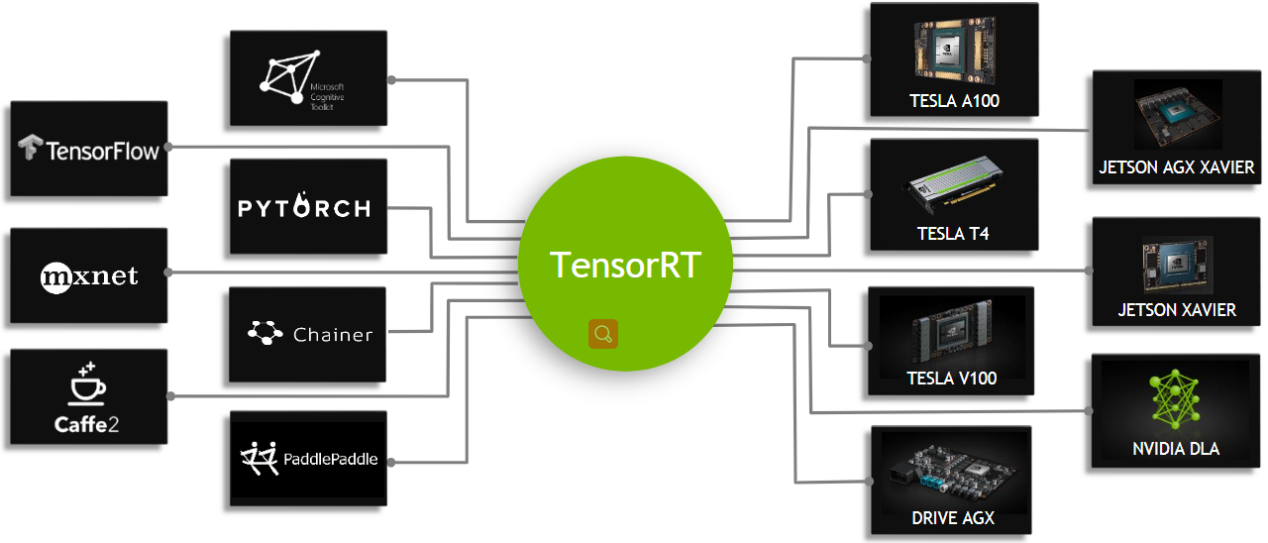 Microsoft
Cognitive
Toolkit
TensorFlow
PYTORCH
mxnet
Chainer
Caffe2
PaddlePaddle
TensorRT
TESLA A100
JETSON AGX XAVIER
TESLA T4
JETSON XAVIER
TESLA V100
NVIDIA DLA
DRIVE AGX